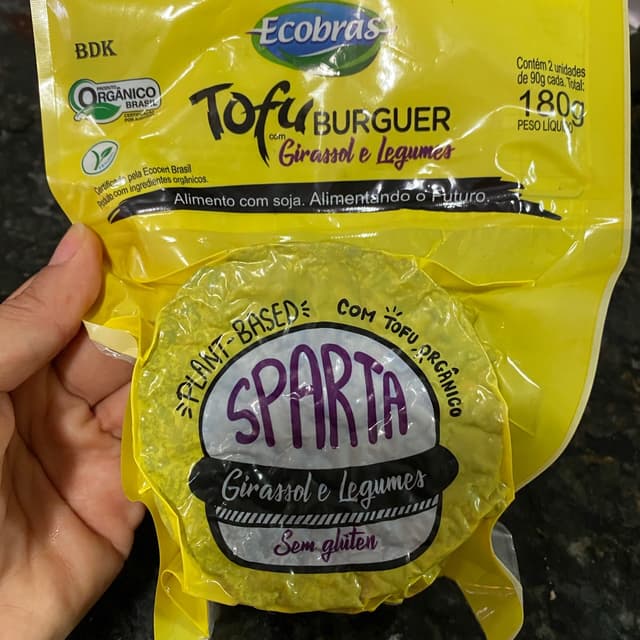 Ecobras
BDK
PRODUTO
ORGÂNICO
BRASIL
Contém 2 unidades
de 90g cada. Total:
180g
PESO LÍQUIDO
Tofu BURGUER
com Girassol e Legumes
Certificado pela Ecocert Brasil
Produto com ingredientes orgânicos.
Alimento com soja. Alimentando o Futuro.
PLANT-BASED COM TOFU ORGÂNICO
SPARTA
Girassol e Legumes
Sem glúten